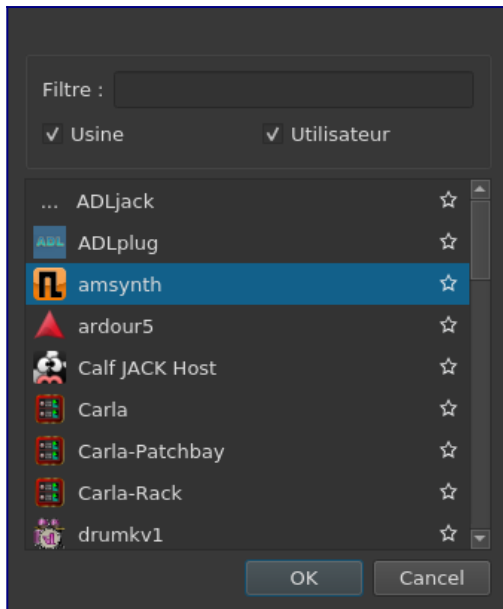 Filtre :
Usine Utilisateur
... ADLjack
ADL ADLplug
amsynth
ardour5
Calf JACK Host
Carla
Carla-Patchbay
Carla-Rack
drumkv1
OK Cancel